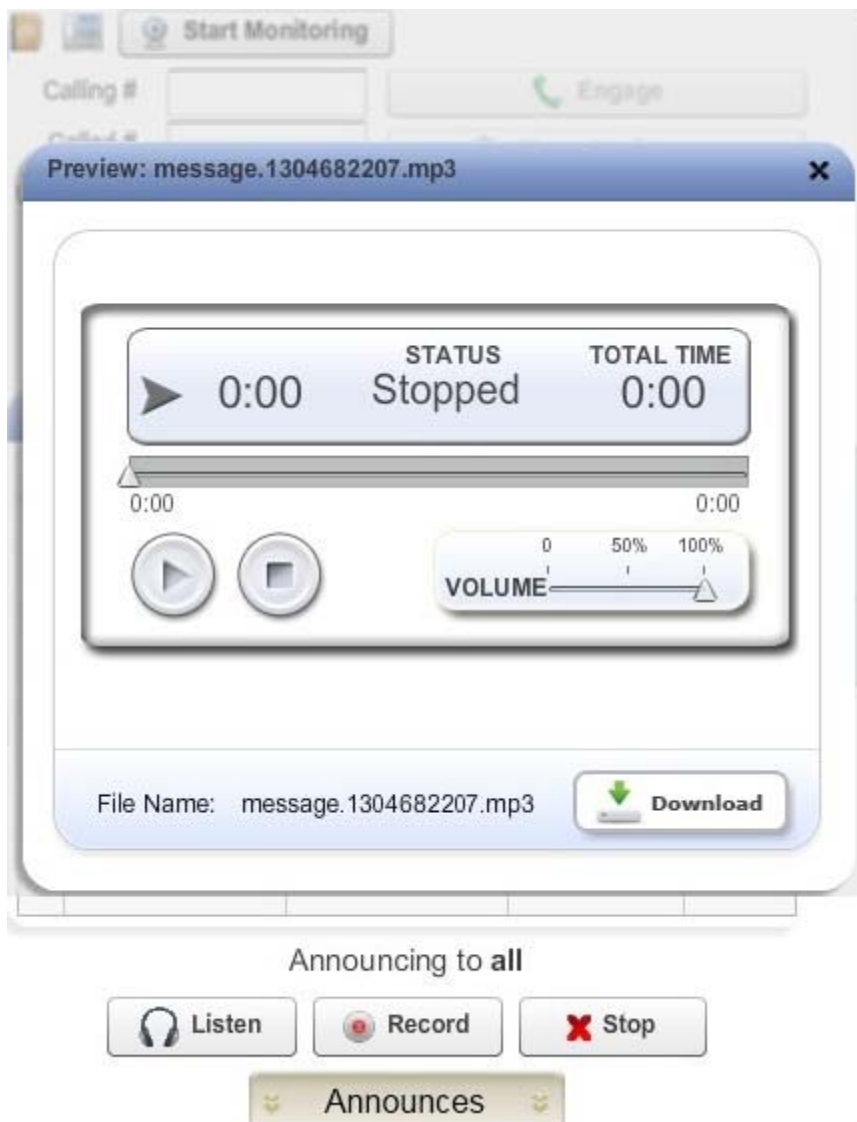 Start Monitoring
Calling #
Engage
Called #
Preview: message.1304682207.mp3
STATUS
TOTAL TIME
0:00
Stopped
0:00
0:00
0:00
0
50%
100%
VOLUME
File Name: message.1304682207.mp3
Download
Announcing to all
Listen
Record
Stop
Announces